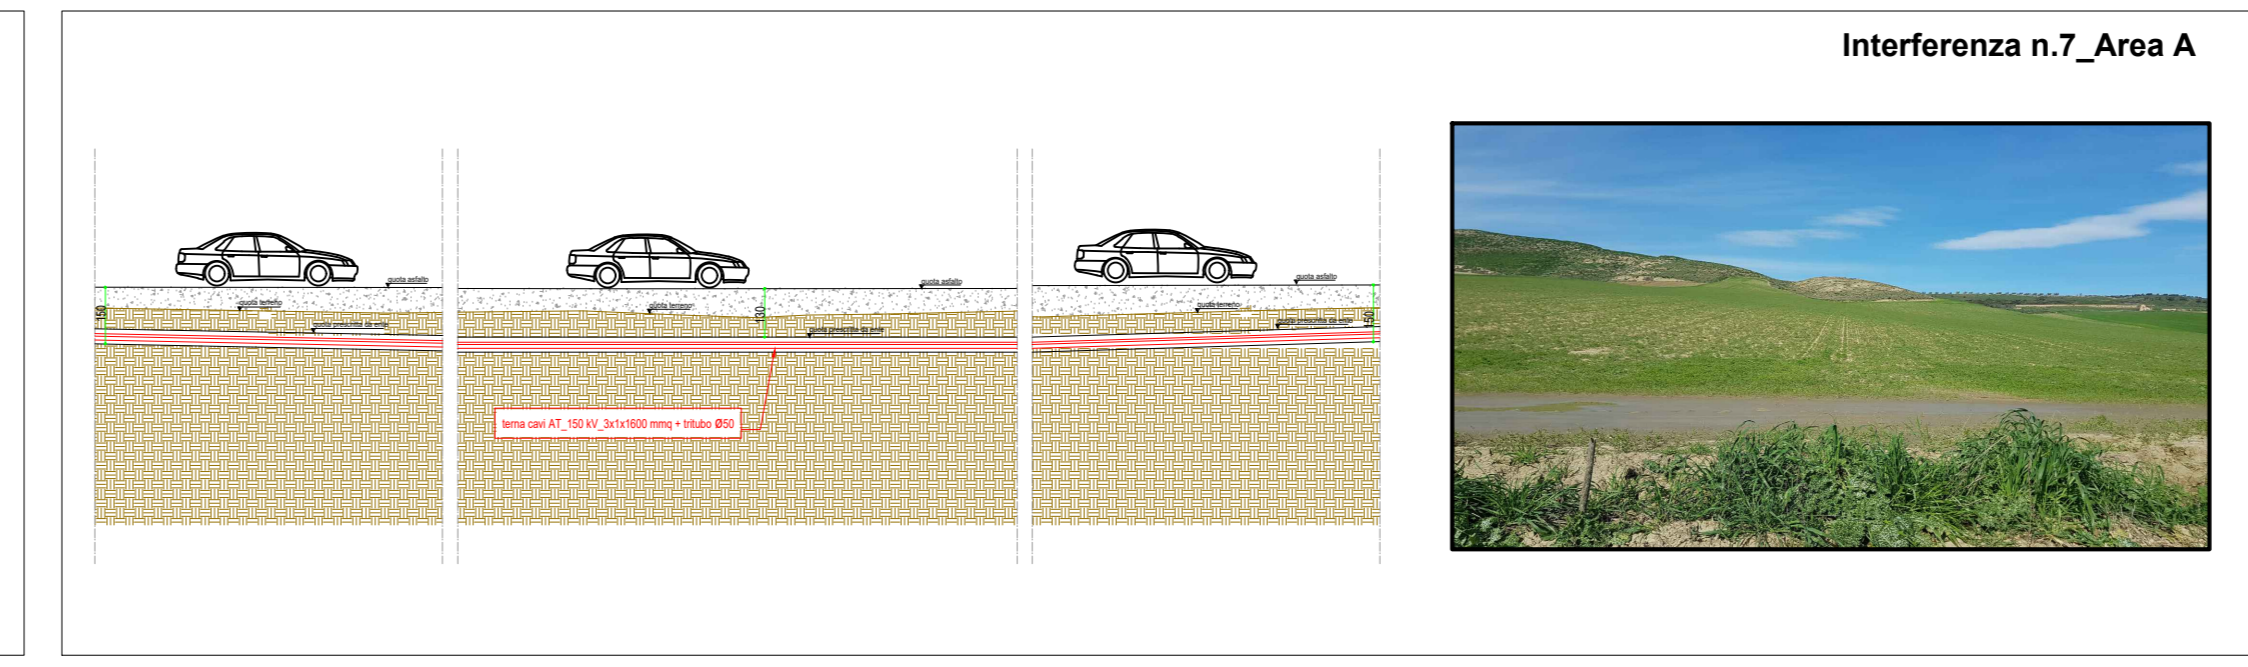 Interferenza n.7_Area A
quota asfalto
quota terreno
quota prescritta da ente
150
quota asfalto
quota terreno
quota prescritta da ente
130
terna cavi AT_150 kV_3x1x1600 mmq + tritubo Ø50
quota asfalto
quota terreno
quota prescritta da ente
150